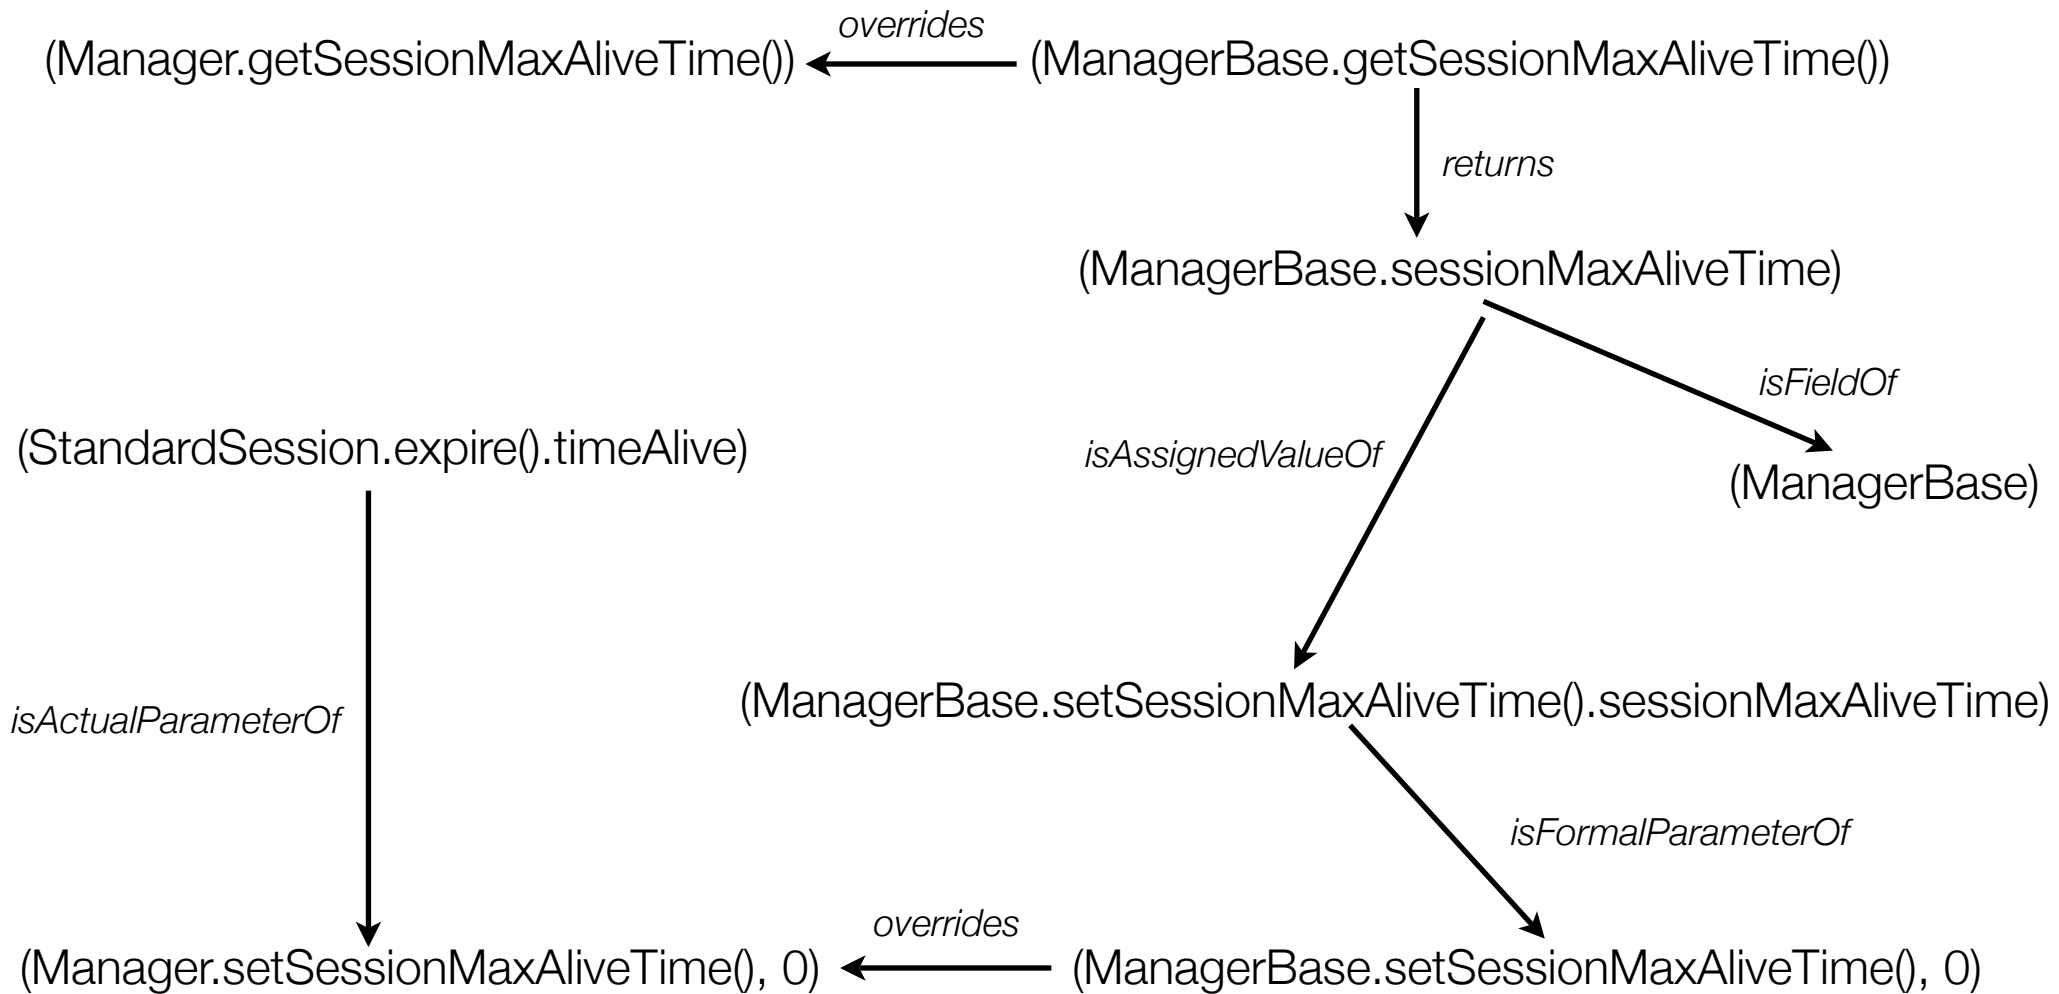 overrides
(Manager.getSessionMaxAliveTime())
(ManagerBase.getSessionMaxAliveTime())
returns
(ManagerBase.sessionMaxAliveTime)
isFieldOf
(StandardSession.expire().timeAlive)
isAssignedValueOf
(ManagerBase)
(ManagerBase.setSessionMaxAliveTime().sessionMaxAliveTime)
isActualParameterOf
isFormalParameterOf
overrides
(Manager.setSessionMaxAliveTime(), 0)
(ManagerBase.setSessionMaxAliveTime(), 0)